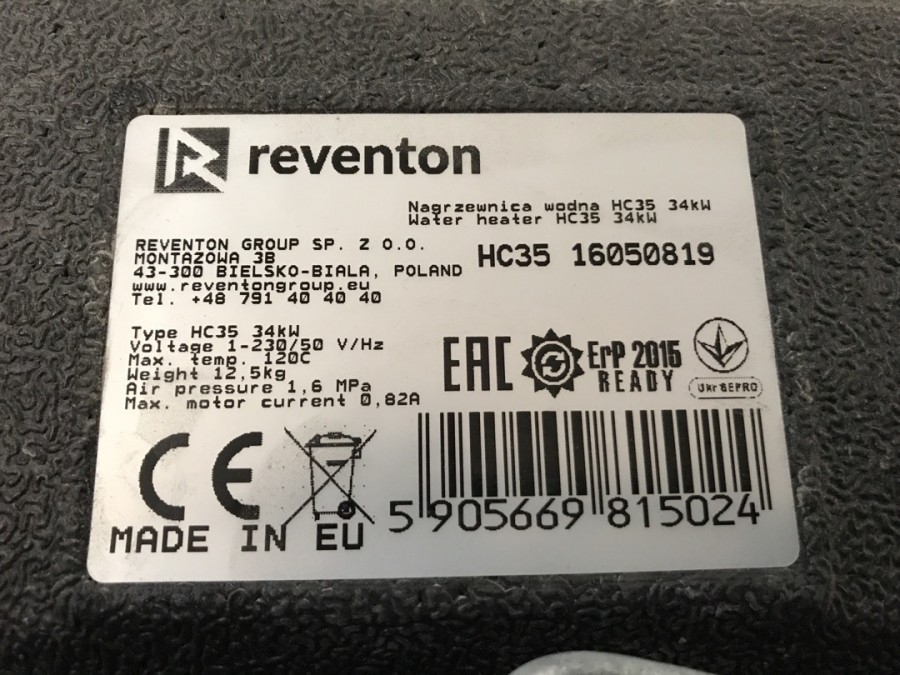 reventon
Nagrzewnica wodna HC35 34kW
Water heater HC35 34kW
HC35 16050819
REVENTON GROUP SP. Z O.O.
MONTAZOWA 3B
43-300 BIELSKO-BIALA, POLAND
www.reventongroup.eu
Tel. +48 791 40 40 40
Type HC35 34kW
Voltage 1-230/50 V/Hz
Max. temp. 120C
Weight 12,5kg
Air pressure 1,6 MPa
Max. motor current 0,82A
EAC
ErP 2015
READY
UkrSEPRO
CE
MADE IN EU
5 905669 815024